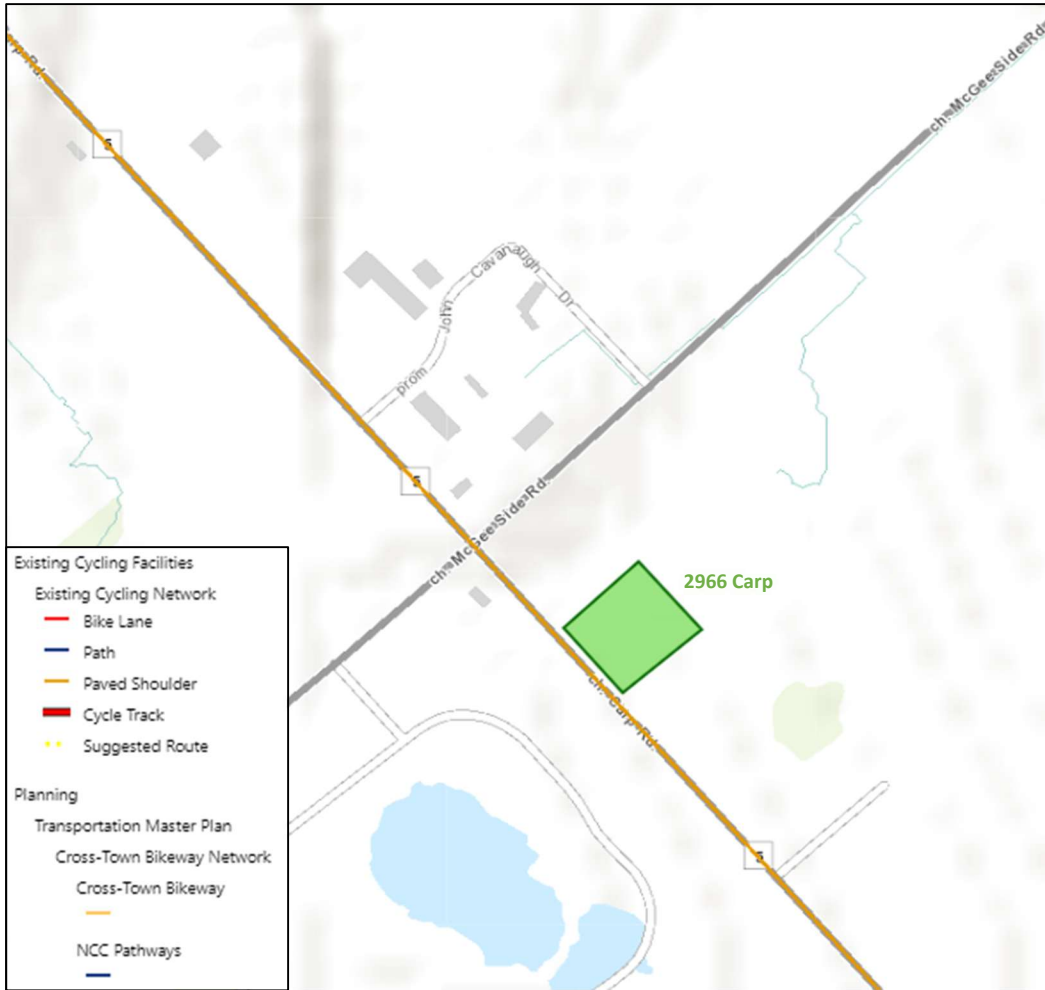 Carp Rd.
5
ch. McGee Side Rd.
Cavanaugh
Dr
John
prom
5
ch. McGee Side Rd.
2966 Carp
ch. Carp Rd.
5
Existing Cycling Facilities
Existing Cycling Network
Bike Lane
Path
Paved Shoulder
Cycle Track
Suggested Route
Planning
Transportation Master Plan
Cross-Town Bikeway Network
Cross-Town Bikeway
NCC Pathways